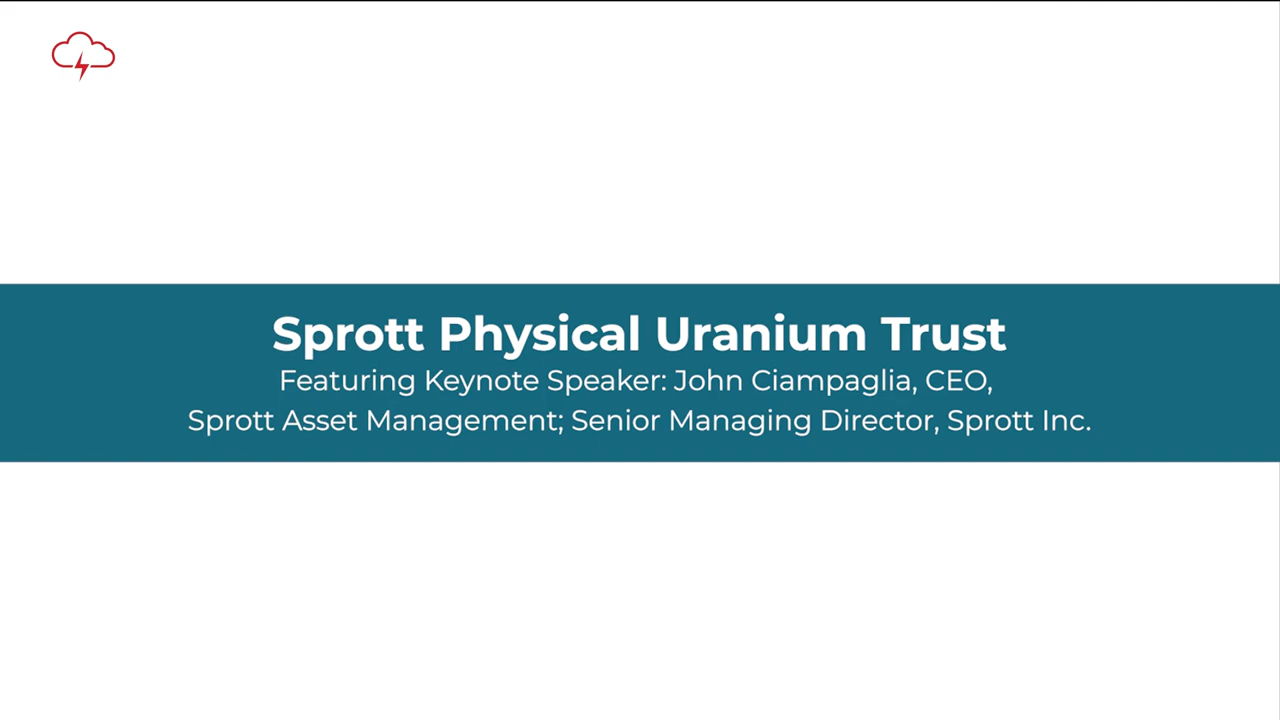 Sprott Physical Uranium Trust
Featuring Keynote Speaker: John Ciampaglia, CEO,
Sprott Asset Management; Senior Managing Director, Sprott Inc.